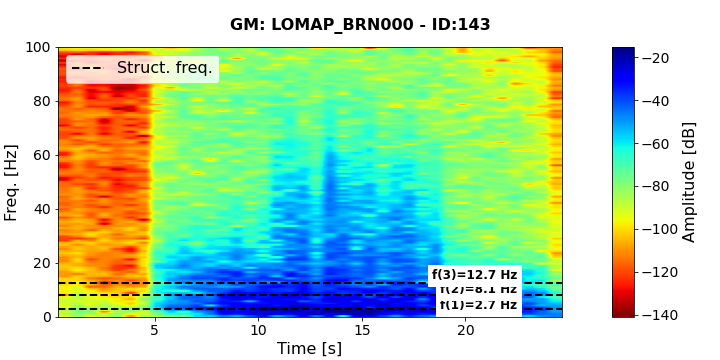 GM: LOMAP_BRN000 - ID:143
Struct. freq.
100
80
60
40
20
0
Freq. [Hz]
5
10
15
20
Time [s]
f(3)=12.7 Hz
f(2)=8.1 Hz
f(1)=2.7 Hz
−20
−40
−60
−80
−100
−120
−140
Amplitude [dB]